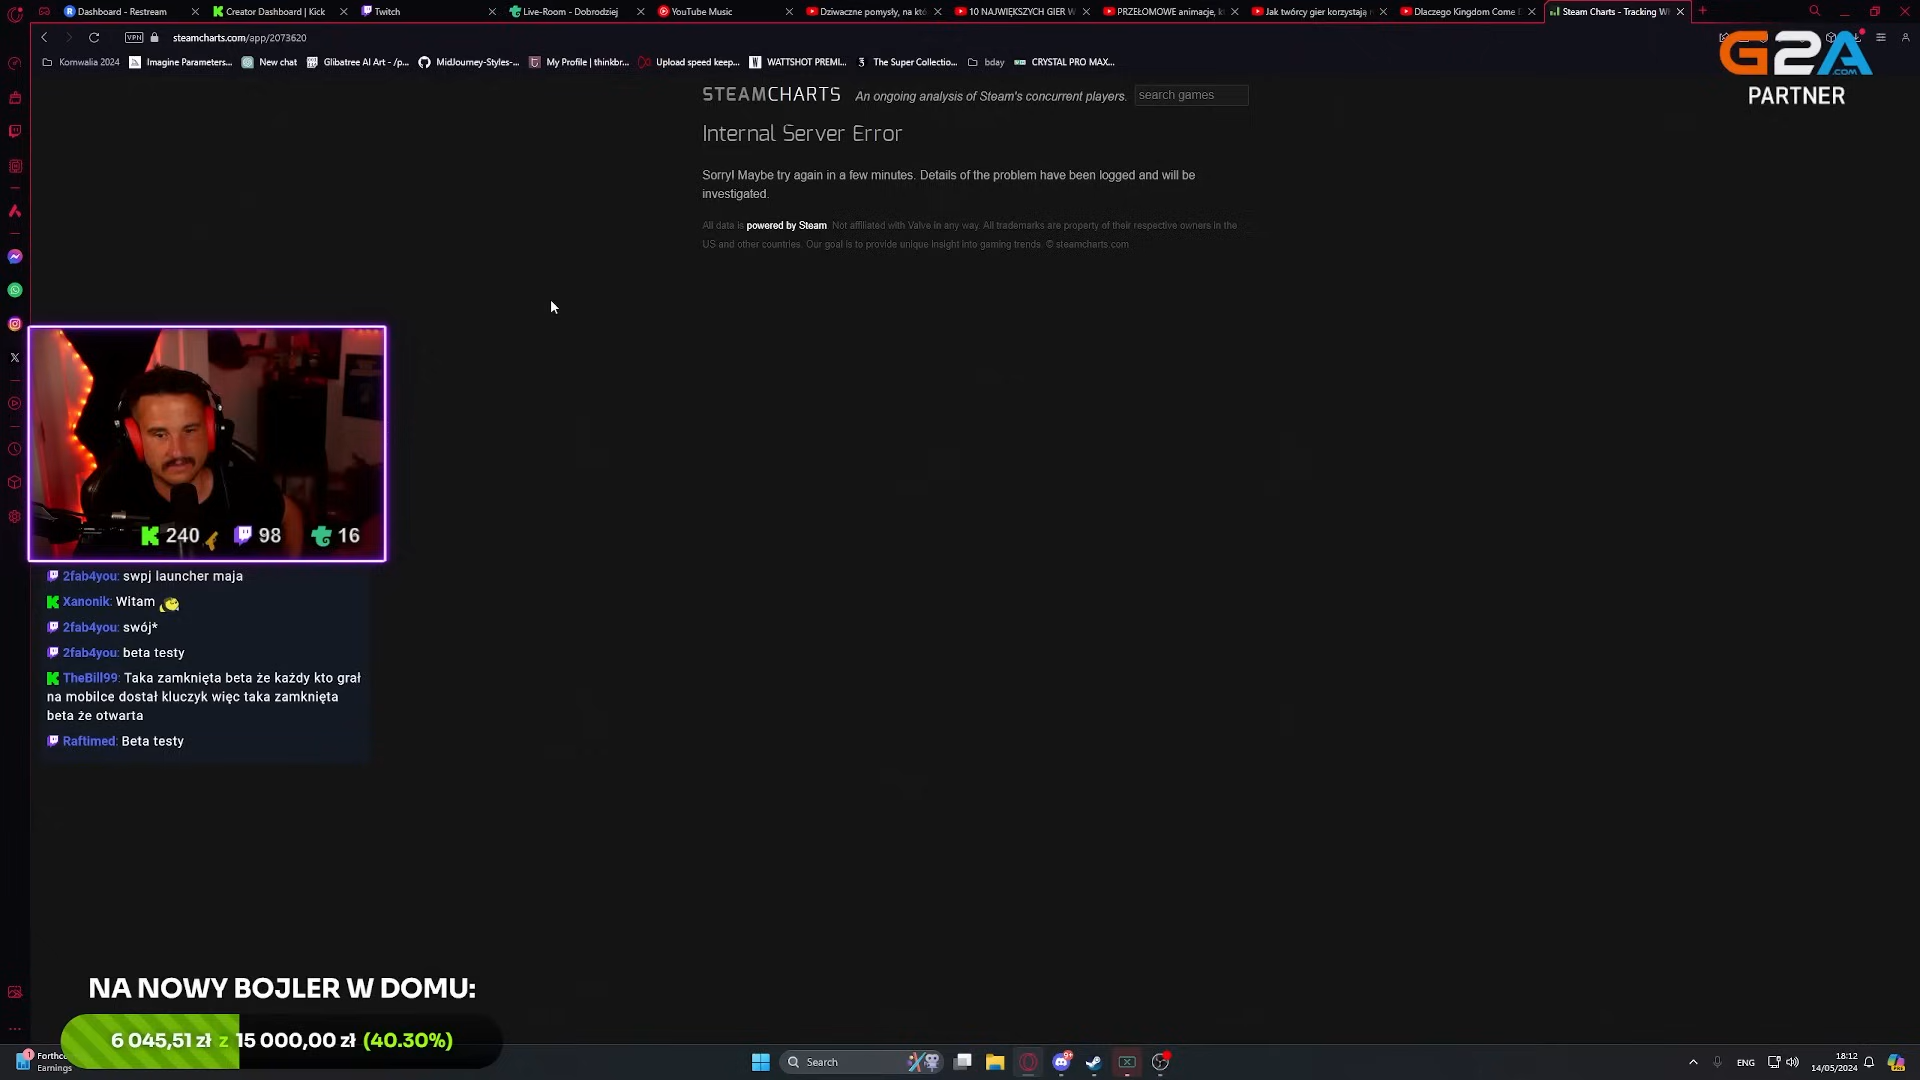 Dashboard - Restream
Creator Dashboard | Kick
Twitch
Live-Room - Dobrodziej
YouTube Music
Dziwaczne pomysły, na któ
10 NAJWIĘKSZYCH GIER W
PRZEŁOMOWE animacje, k
Jak twórcy gier korzystają
Dlaczego Kingdom Come
Steam Charts - Tracking W
VPN
steamcharts.com/app/2073620
Kornwalia 2024
Imagine Parameters...
New chat
Glibatree AI Art - /p...
MidJourney-Styles-...
My Profile | thinkbr...
Upload speed keep...
WATTSHOT PREMI...
The Super Collectio...
bday
CRYSTAL PRO MAX...
G2A
.COM
PARTNER
STEAMCHARTS
An ongoing analysis of Steam's concurrent players.
search games
Internal Server Error
Sorry! Maybe try again in a few minutes. Details of the problem have been logged and will be
investigated.
All data is powered by Steam. Not affiliated with Valve in any way. All trademarks are property of their respective owners in the
US and other countries. Our goal is to provide unique insight into gaming trends. © steamcharts.com
240
98
16
2fab4you: swpj launcher maja
Xanonik: Witam
2fab4you: swój*
2fab4you: beta testy
TheBill99: Taka zamknięta beta że każdy kto grał
na mobilce dostał kluczyk więc taka zamknięta
beta że otwarta
Raftimed: Beta testy
NA NOWY BOJLER W DOMU:
6 045,51 zł z 15 000,00 zł (40.30%)
1
Forthco
Earnings
Search
9+
ENG
18:12
14/05/2024